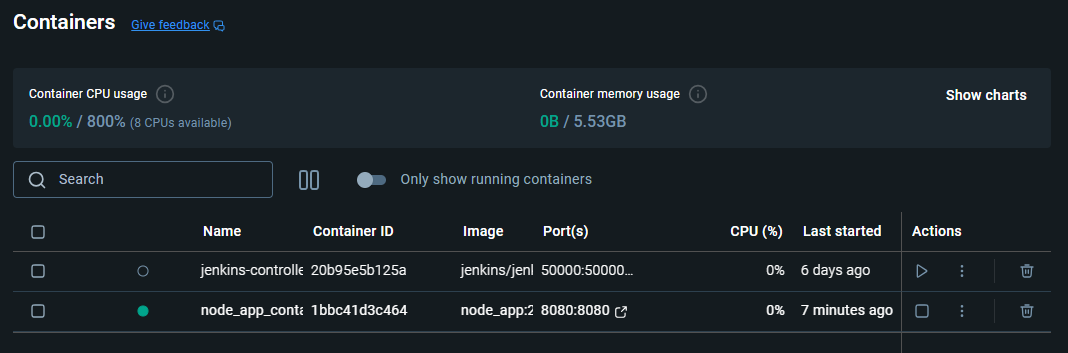 Containers Give feedback
Container CPU usage
0.00% / 800% (8 CPUs available)
Container memory usage
0B / 5.53GB
Show charts
Search
Only show running containers
Name Container ID Image Port(s) CPU (%) Last started Actions
jenkins-controlle 20b95e5b125a jenkins/jenl 50000:50000... 0% 6 days ago
node_app_conta 1bbc41d3c464 node_app:2 8080:8080 0% 7 minutes ago